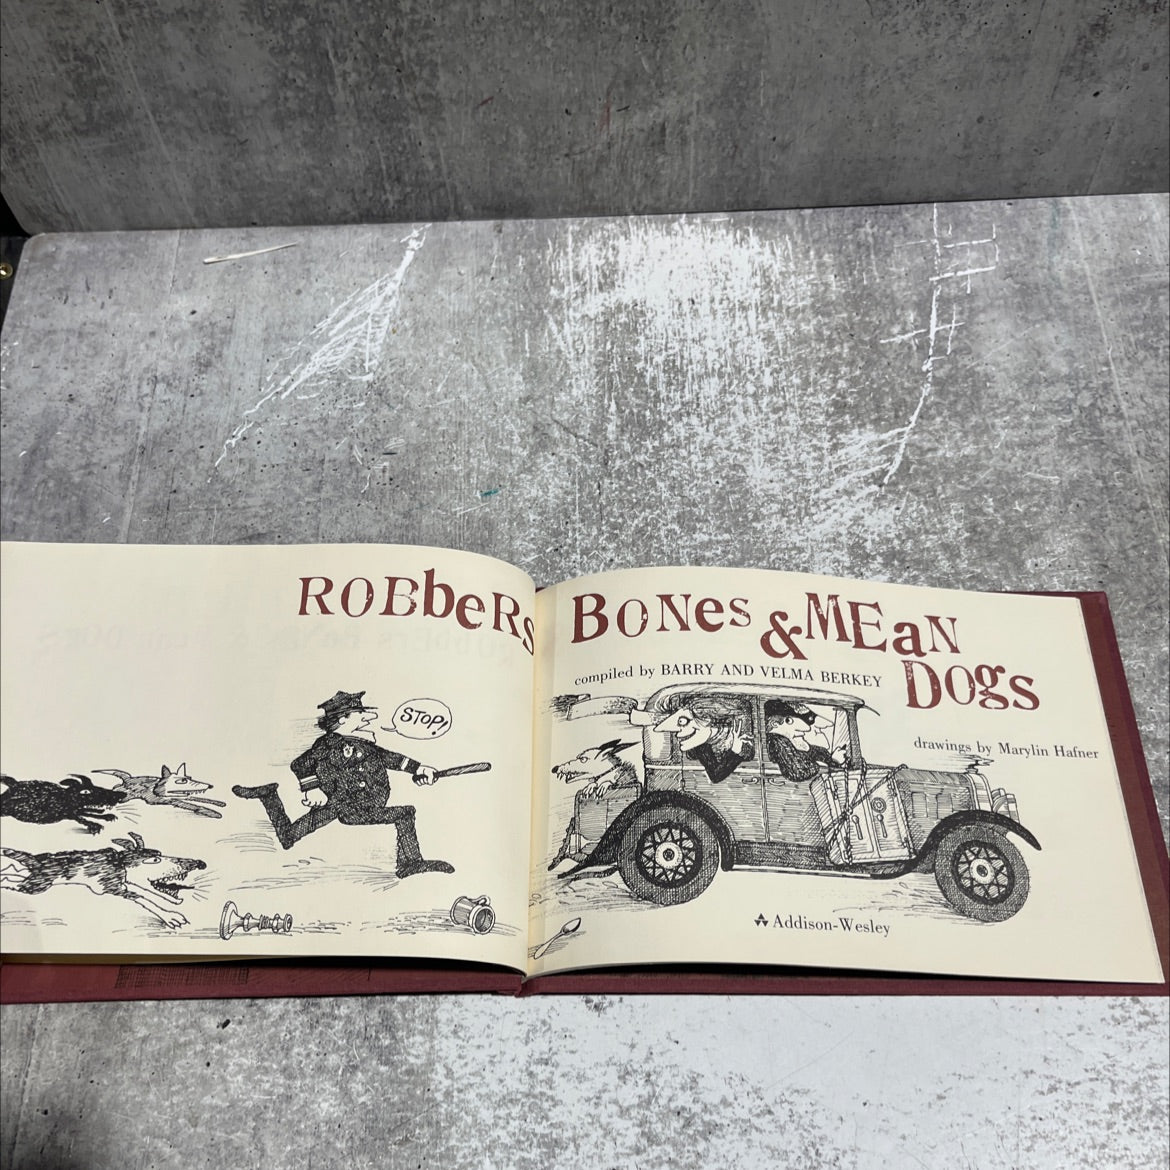 ROBbeRs
BoNes & MEaN
DOgs
compiled by BARRY AND VELMA BERKEY
drawings by Marylin Hafner
STOP!
Addison-Wesley